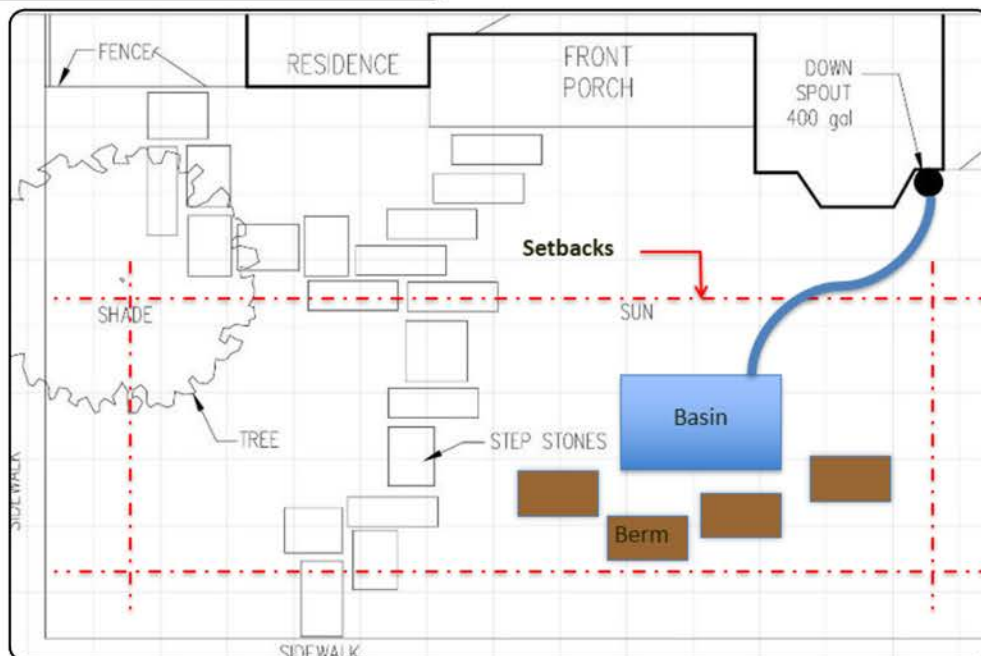 FENCE
RESIDENCE
FRONT
PORCH
DOWN
SPOUT
400 gal
Setbacks
SHADE
SUN
Basin
TREE
STEP STONES
SIDEWALK
Berm
SIDEWALK